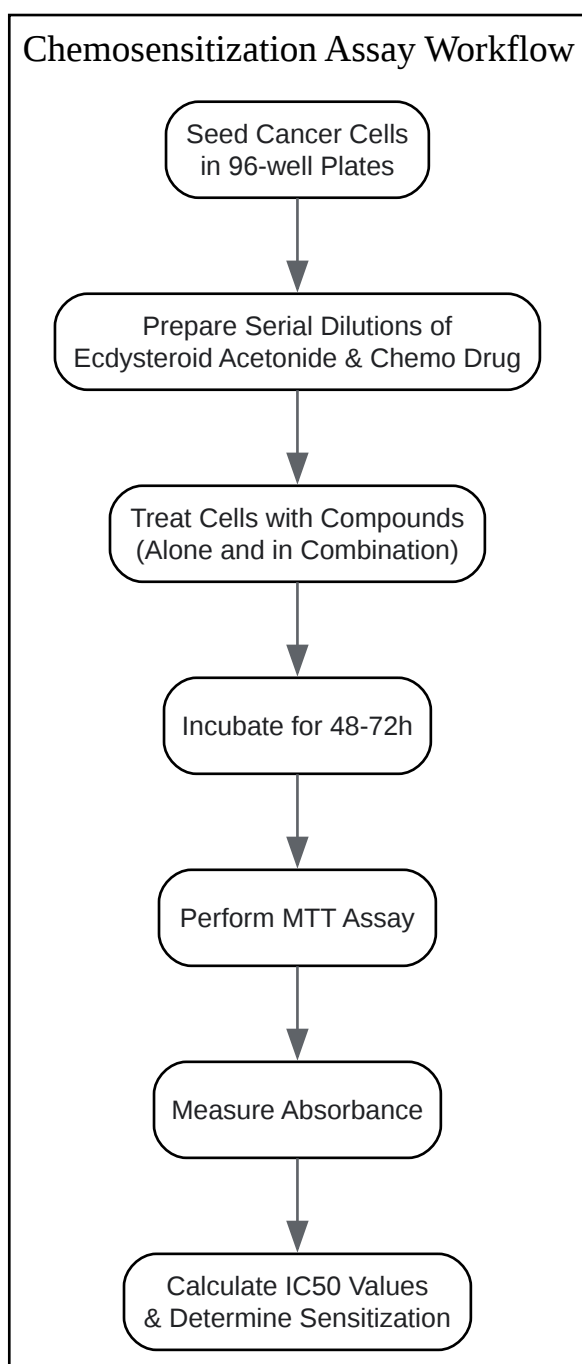 Chemosensitization Assay Workflow
Seed Cancer Cells
in 96-well Plates
Prepare Serial Dilutions of
Ecdysteroid Acetonide & Chemo Drug
Treat Cells with Compounds
(Alone and in Combination)
Incubate for 48-72h
Perform MTT Assay
Measure Absorbance
Calculate IC50 Values
& Determine Sensitization